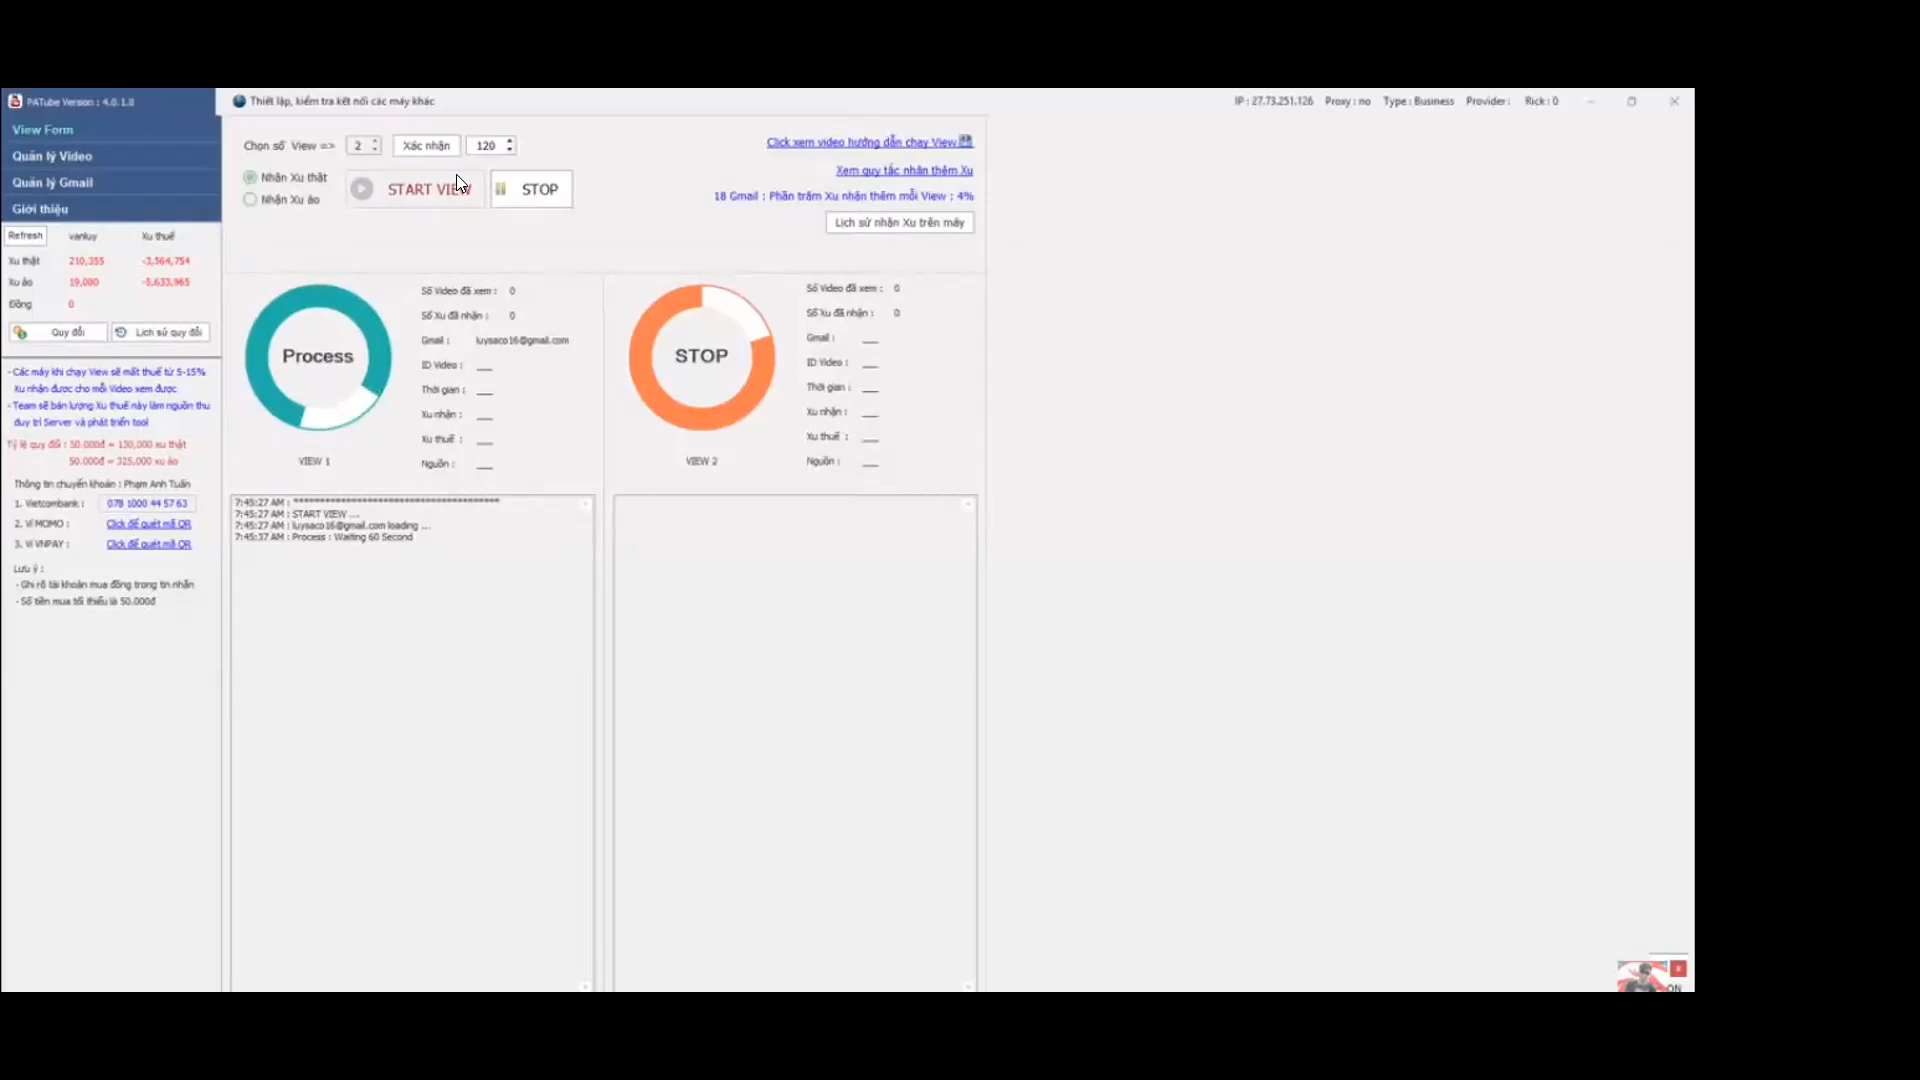 PATube Version : 4.0.1.8
Thiết lập, kiểm tra kết nối các máy khác
IP : 27.73.251.126 Proxy : no Type : Business Provider : Rick : 0
View Form
Quản lý Video
Quản lý Gmail
Giới thiệu
Chọn số View => 2 Xác nhận 120
Nhận Xu thật
Nhận Xu ảo
START VIEW
STOP
Click xem video hướng dẫn chạy View
Xem quy tắc nhân thêm Xu
18 Gmail : Phần trăm Xu nhận thêm mỗi View : 4%
Lịch sử nhận Xu trên máy
Refresh vanluy Xu thuế
Xu thật 210,355 -3,564,754
Xu ảo 19,000 -5,633,965
Đồng 0
Quy đổi Lịch sử quy đổi
- Các máy khi chạy View sẽ mất thuế từ 5-15%
Xu nhận được cho mỗi Video xem được
- Team sẽ bán lượng Xu thuế này làm nguồn thu
duy trì Server và phát triển tool
Tỷ lệ quy đổi : 50.000đ = 130,000 xu thật
50.000đ = 325,000 xu ảo
Thông tin chuyển khoản : Phạm Anh Tuấn
1. Vietcombank : 078 1000 44 57 63
2. Ví MOMO : Click để quét mã QR
3. Ví VNPAY : Click để quét mã QR
Lưu ý :
- Ghi rõ tài khoản mua đồng trong tin nhắn
- Số tiền mua tối thiểu là 50.000đ
Process
VIEW 1
Số Video đã xem : 0
Số Xu đã nhận : 0
Gmail : luysaco16@gmail.com
ID Video : __
Thời gian : __
Xu nhận : __
Xu thuế : __
Nguồn : __
STOP
VIEW 2
Số Video đã xem : 0
Số Xu đã nhận : 0
Gmail : __
ID Video : __
Thời gian : __
Xu nhận : __
Xu thuế : __
Nguồn : __
7:45:27 AM : ****************************************
7:45:27 AM : START VIEW ...
7:45:27 AM : luysaco16@gmail.com loading ...
7:45:37 AM : Process : Waiting 60 Second
x
ON